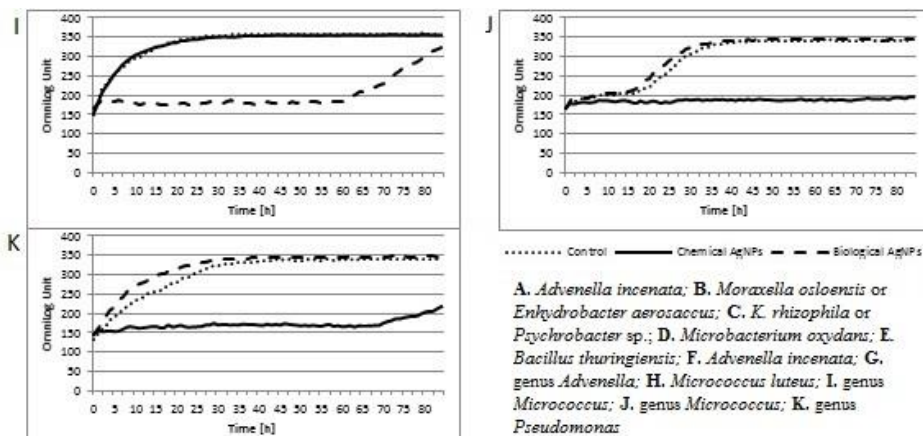 I
400
350
300
250
200
150
100
50
0
Omnilog Unit
0 5 10 15 20 25 30 35 40 45 50 55 60 65 70 75 80
Time [h]
J
400
350
300
250
200
150
100
50
0
Omnilog Unit
0 5 10 15 20 25 30 35 40 45 50 55 60 65 70 75 80
Time [h]
K
400
350
300
250
200
150
100
50
0
Omnilog Unit
0 5 10 15 20 25 30 35 40 45 50 55 60 65 70 75 80
Time [h]
Control Chemical AgNPs Biological AgNPs
A. Advenella incenata; B. Moraxella osloensis or
Enhydrobacter aerosaccus; C. K. rhizophila or
Psychrobacter sp.; D. Microbacterium oxydans; E.
Bacillus thuringiensis; F. Advenella incenata; G.
genus Advenella; H. Micrococcus luteus; I. genus
Micrococcus; J. genus Micrococcus; K. genus
Pseudomonas